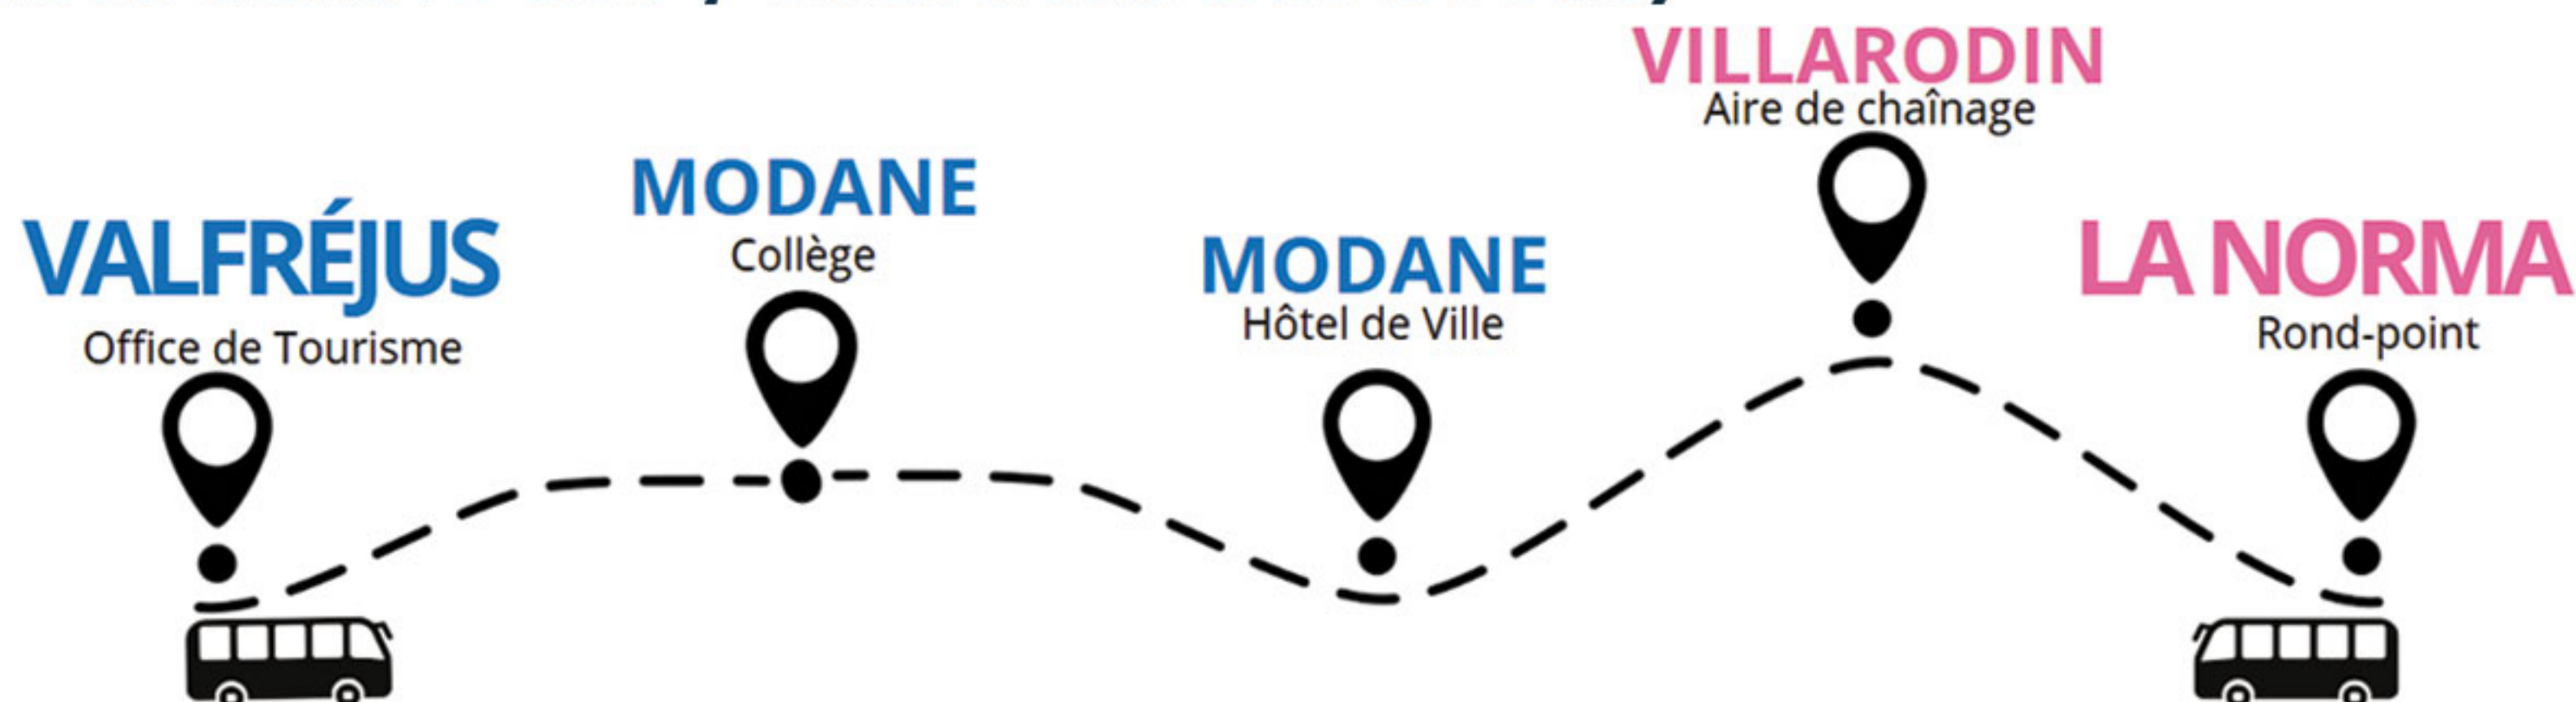 VALFRÉJUS
Office de Tourisme
MODANE
Collège
MODANE
Hôtel de Ville
VILLARODIN
Aire de chaînage
LA NORMA
Rond-point